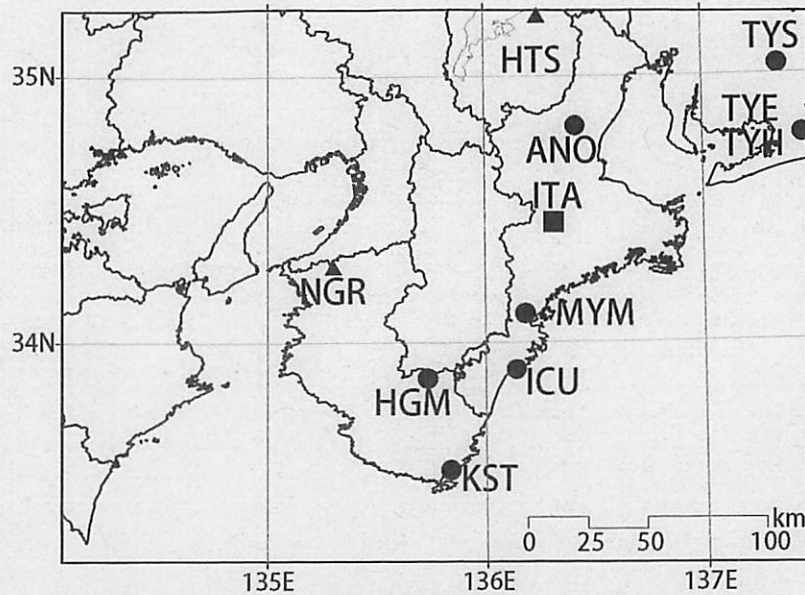 TYS
35N
HTS
TYE
ANO
TYH
ITA
NGR
MYM
34N
ICU
HGM
KST
km
0 25 50 100
135E 136E 137E